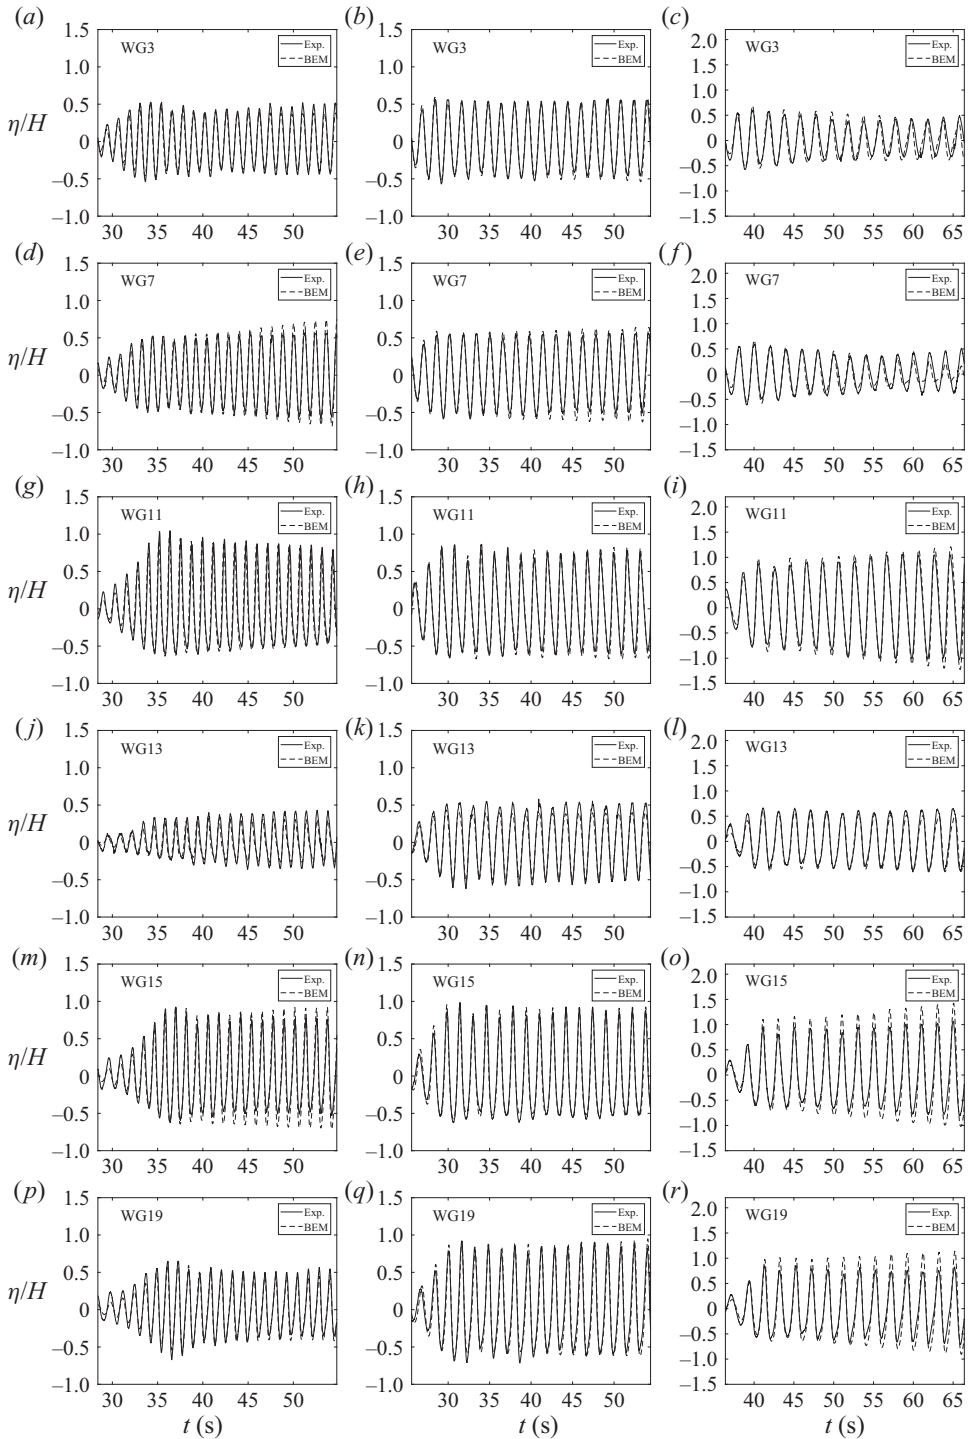 (a) (b) (c)
1.5 1.5 2.0
WG3 Exp. BEM WG3 Exp. BEM WG3 Exp. BEM
1.0 1.0 1.5
1.0
0.5 0.5 0.5
η/H 0 0 0
–0.5 –0.5 –0.5
–1.0
–1.0 –1.0 –1.5
30 35 40 45 50 30 35 40 45 50 40 45 50 55 60 65
(d) (e) (f)
1.5 1.5 2.0
WG7 Exp. BEM WG7 Exp. BEM WG7 Exp. BEM
1.0 1.0 1.5
1.0
0.5 0.5 0.5
η/H 0 0 0
–0.5 –0.5 –0.5
–1.0
–1.0 –1.0 –1.5
30 35 40 45 50 30 35 40 45 50 40 45 50 55 60 65
(g) (h) (i)
1.5 1.5 2.0
WG11 Exp. BEM WG11 Exp. BEM WG11 Exp. BEM
1.0 1.0 1.5
1.0
0.5 0.5 0.5
η/H 0 0 0
–0.5 –0.5 –0.5
–1.0
–1.0 –1.0 –1.5
30 35 40 45 50 30 35 40 45 50 40 45 50 55 60 65
(j) (k) (l)
1.5 1.5 2.0
WG13 Exp. BEM WG13 Exp. BEM WG13 Exp. BEM
1.0 1.0 1.5
1.0
0.5 0.5 0.5
η/H 0 0 0
–0.5 –0.5 –0.5
–1.0
–1.0 –1.0 –1.5
30 35 40 45 50 30 35 40 45 50 40 45 50 55 60 65
(m) (n) (o)
1.5 1.5 2.0
WG15 Exp. BEM WG15 Exp. BEM WG15 Exp. BEM
1.0 1.0 1.5
1.0
0.5 0.5 0.5
η/H 0 0 0
–0.5 –0.5 –0.5
–1.0
–1.0 –1.0 –1.5
30 35 40 45 50 30 35 40 45 50 40 45 50 55 60 65
(p) (q) (r)
1.5 1.5 2.0
WG19 Exp. BEM WG19 Exp. BEM WG19 Exp. BEM
1.0 1.0 1.5
1.0
0.5 0.5 0.5
η/H 0 0 0
–0.5 –0.5 –0.5
–1.0
–1.0 –1.0 –1.5
30 35 40 45 50 30 35 40 45 50 40 45 50 55 60 65
t (s) t (s) t (s)